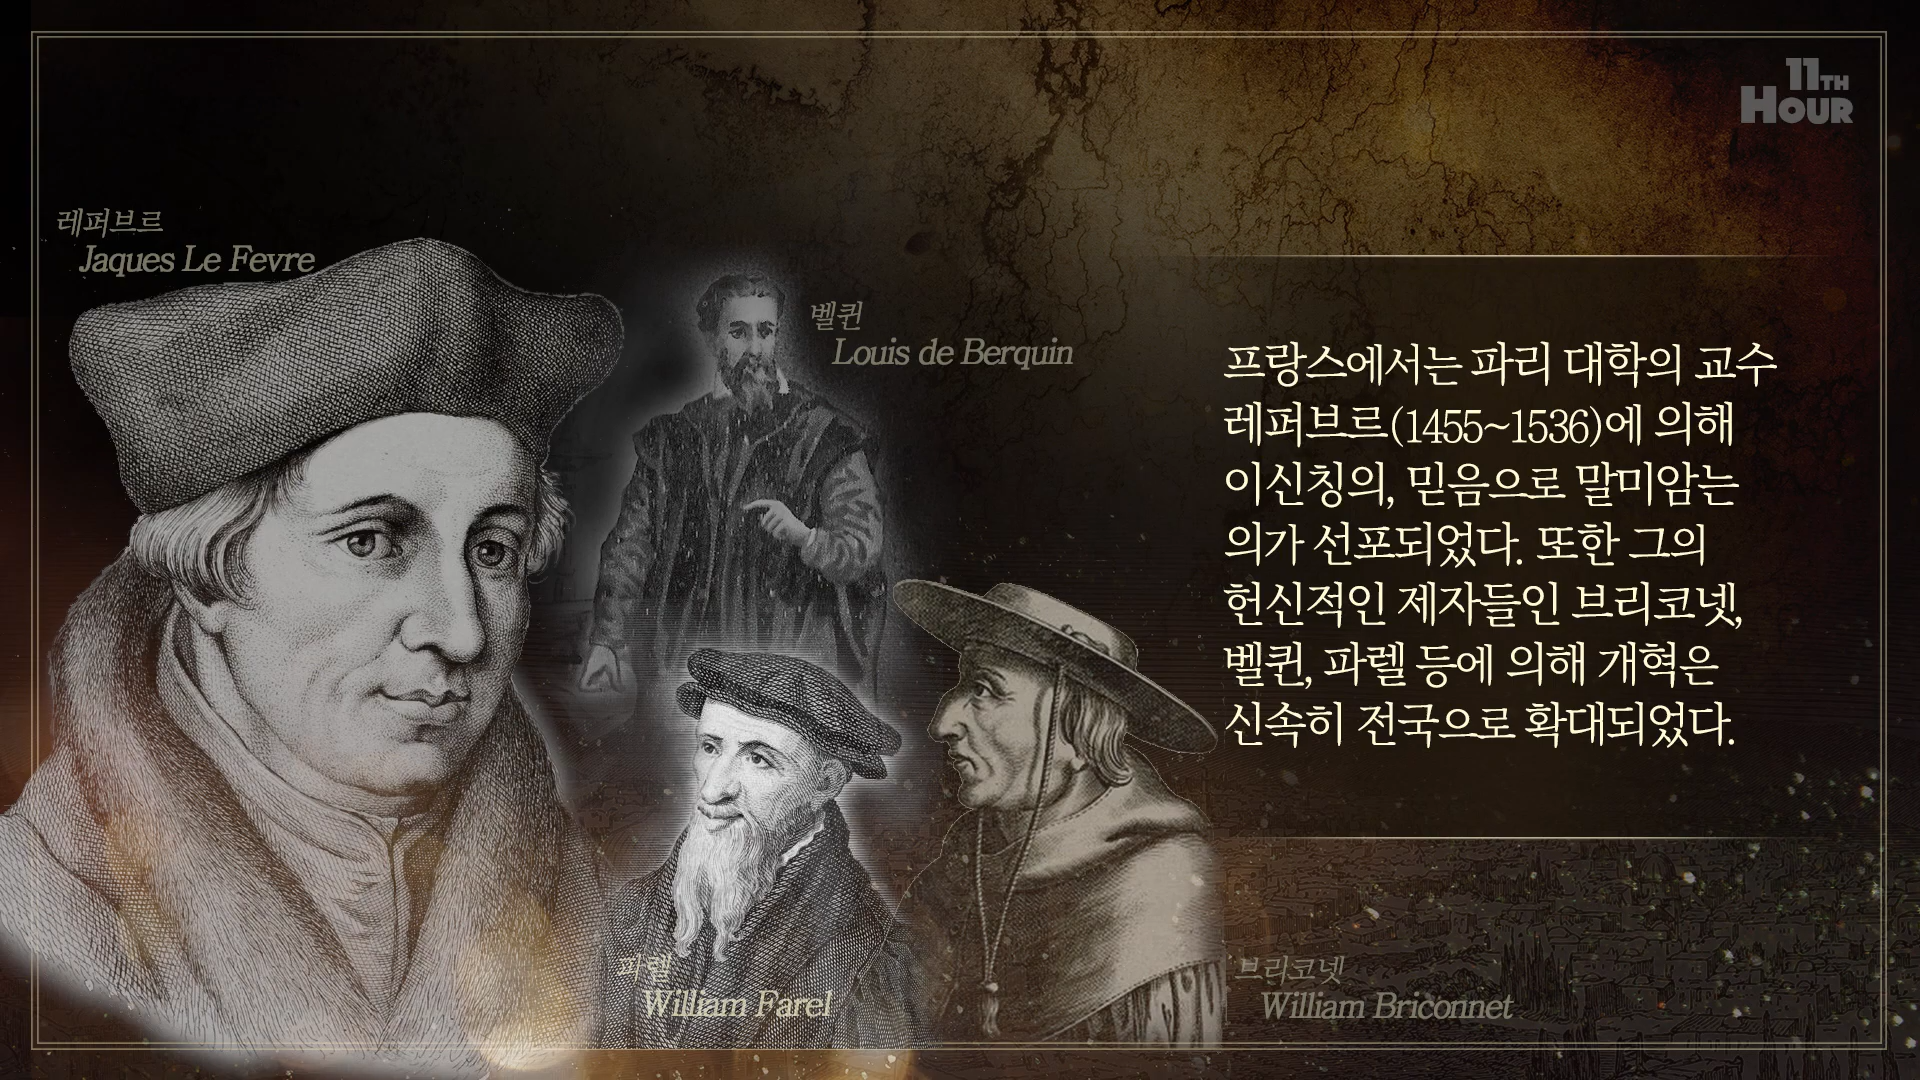 11TH
HOUR
레퍼브르
Jaques Le Fevre
벨퀸
Louis de Berquin
프랑스에서는 파리 대학의 교수
레퍼브르(1455~1536)에 의해
이신칭의, 믿음으로 말미암는
의가 선포되었다. 또한 그의
헌신적인 제자들인 브리코넷,
벨퀸, 파렐 등에 의해 개혁은
신속히 전국으로 확대되었다.
파렐
William Farel
브리코넷
William Briconnet